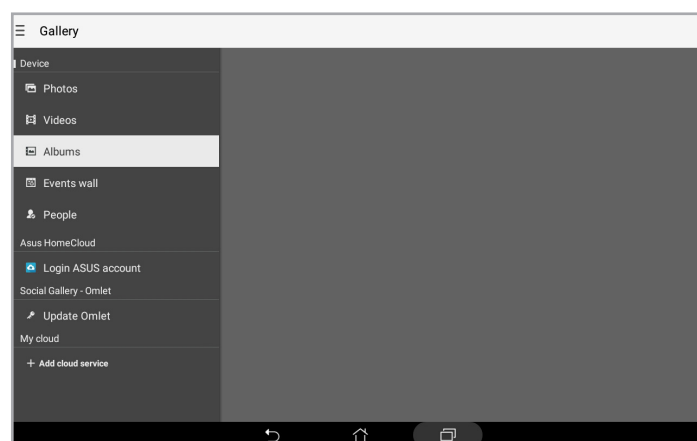 Gallery
Device
Photos
Videos
Albums
Events wall
People
Asus HomeCloud
Login ASUS account
Social Gallery - Omlet
Update Omlet
My cloud
+ Add cloud service